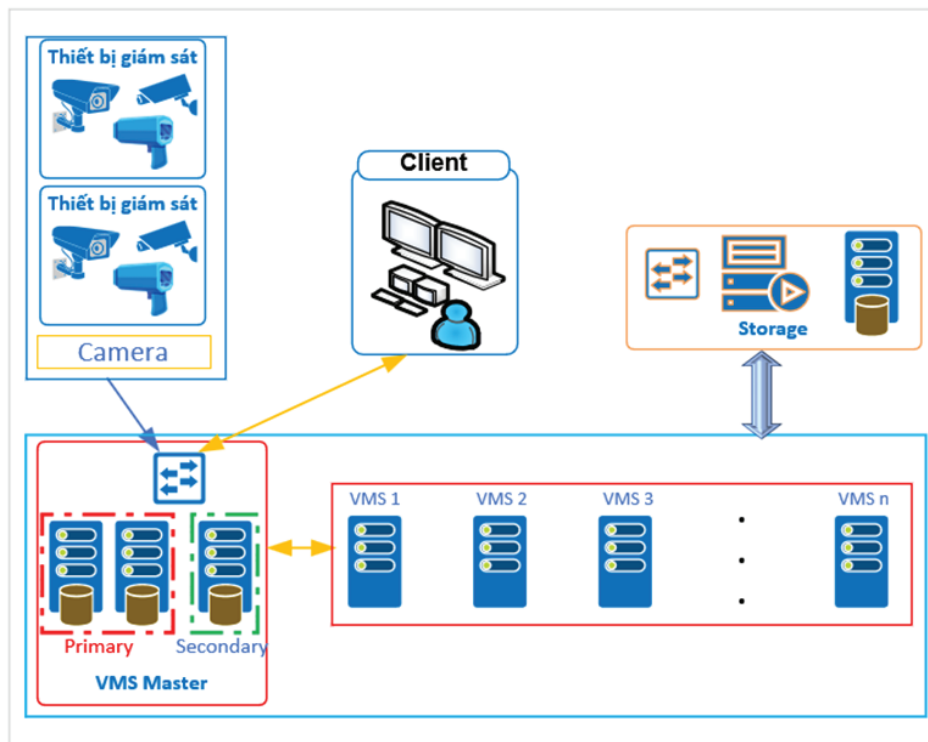 Thiết bị giám sát
Thiết bị giám sát
Camera
Client
Storage
VMS 1
VMS 2
VMS 3
VMS n
Primary
Secondary
VMS Master